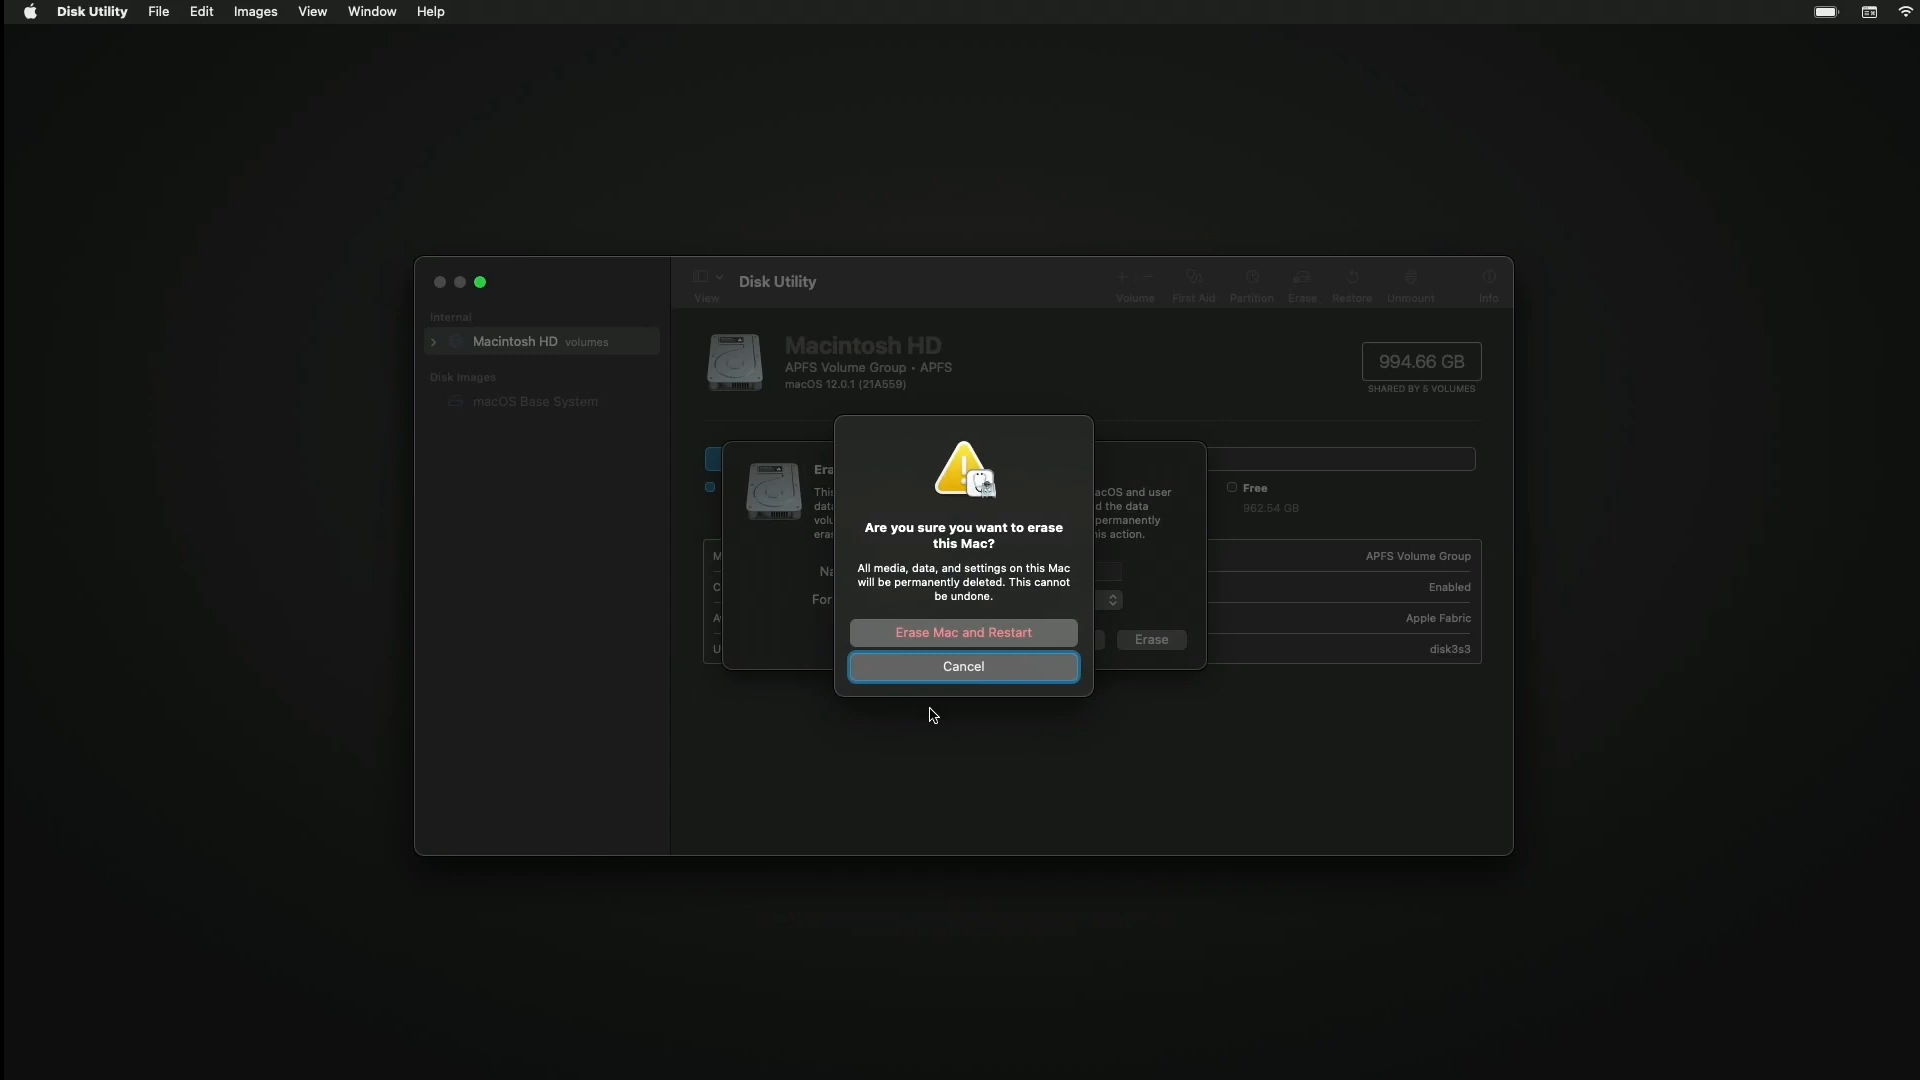 Disk Utility File Edit Images View Window Help
Disk Utility
View
Volume First Aid Partition Erase Restore Unmount Info
Internal
Macintosh HD volumes
Disk Images
macOS Base System
Macintosh HD
APFS Volume Group • APFS
macOS 12.0.1 (21A559)
994.66 GB
SHARED BY 5 VOLUMES
Free
962.54 GB
acOS and user
d the data
permanently
is action.
Are you sure you want to erase
this Mac?
All media, data, and settings on this Mac
will be permanently deleted. This cannot
be undone.
Erase Mac and Restart
Cancel
Erase
APFS Volume Group
Enabled
Apple Fabric
disk3s3